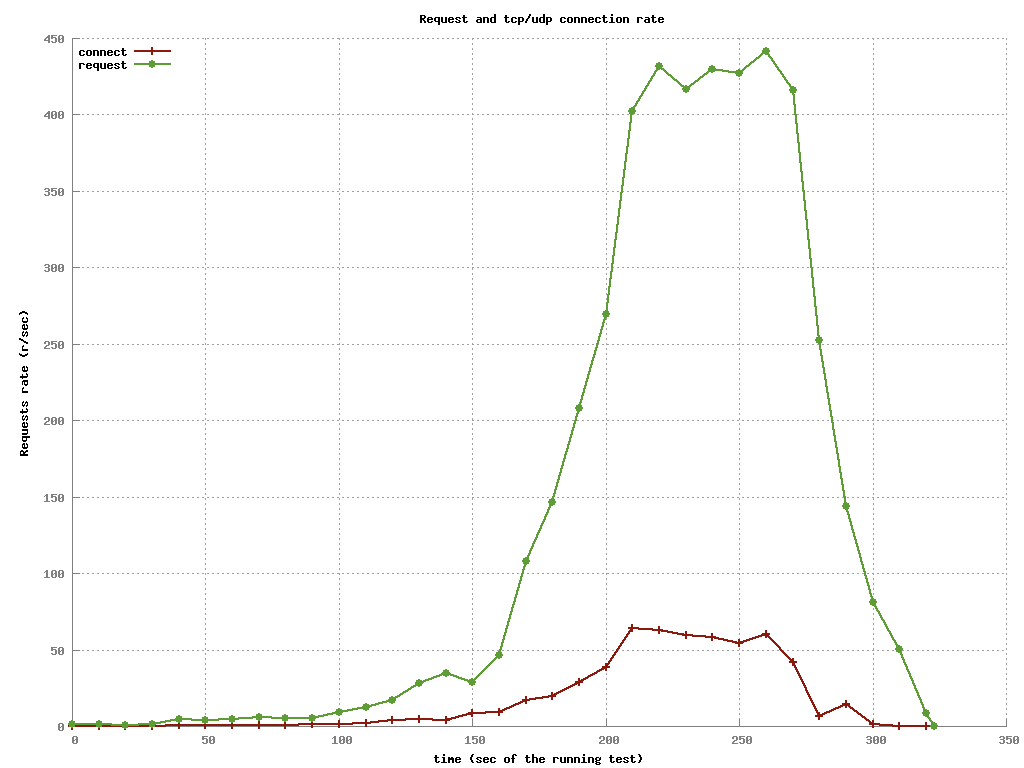 Request and tcp/udp connection rate
connect
request
450
400
350
300
250
200
150
100
50
0
Requests rate (r/sec)
0 50 100 150 200 250 300 350
time (sec of the running test)